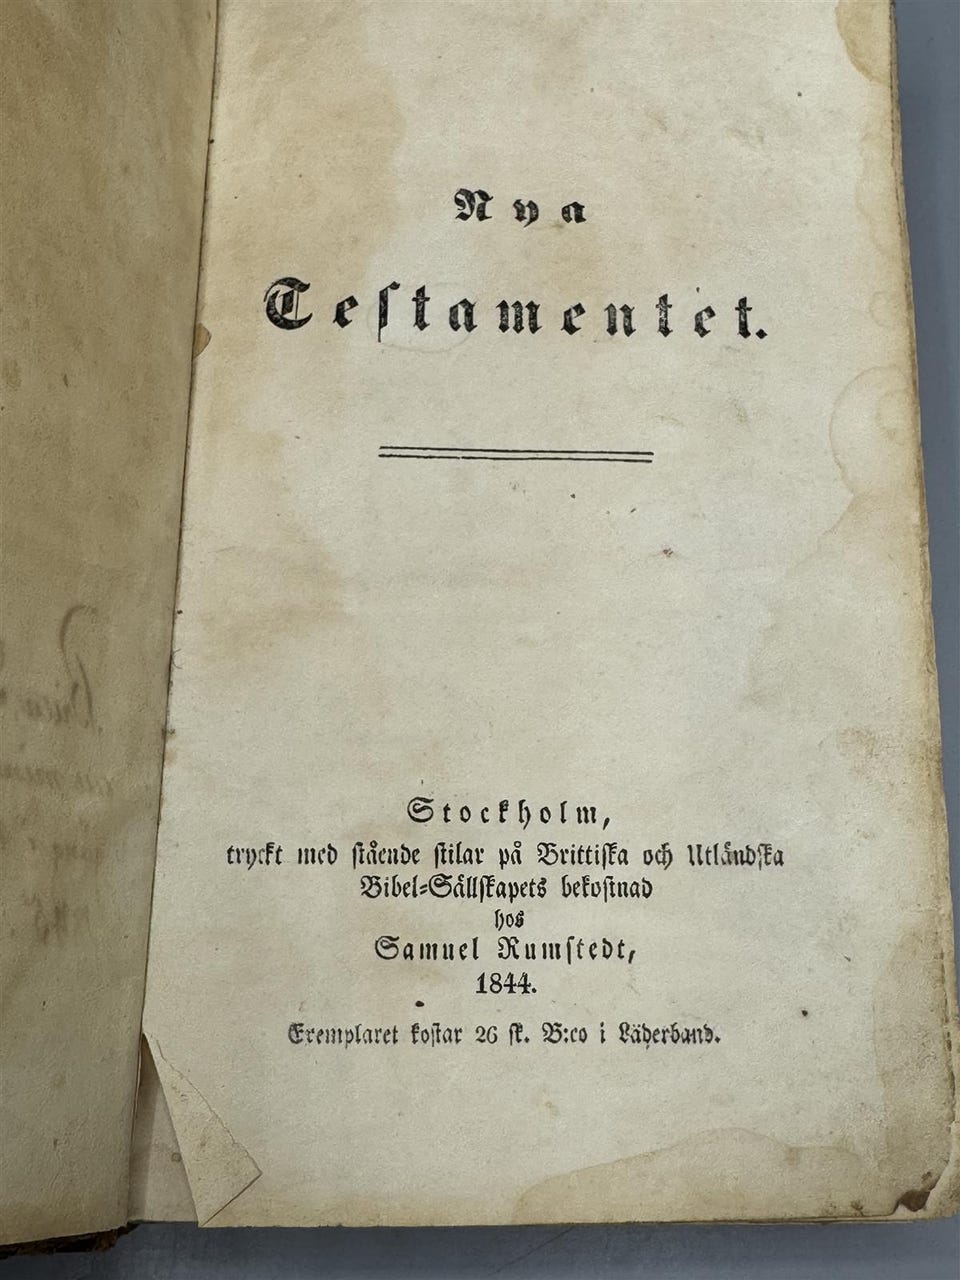 Nya
Testamentet.
Stockholm,
tryckt med stående stilar på Brittiska och Utländska
Bibel-Sällskapets bekostnad
hos
Samuel Rumstedt,
1844.
Exemplaret kostar 26 sk. B:co i Läderband.